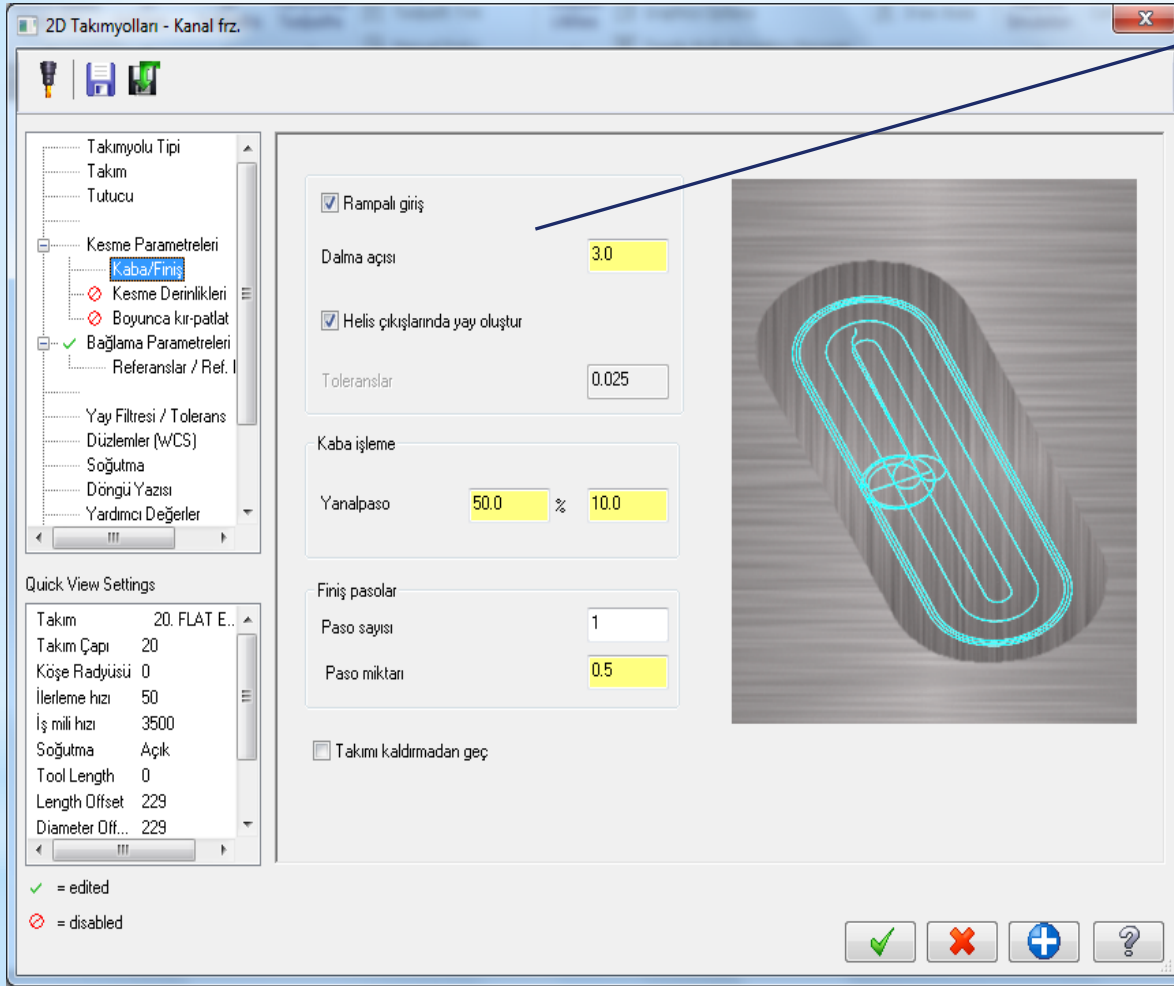 2D Takımyolları - Kanal frz.
Takımyolu Tipi
Takım
Tutucu
Kesme Parametreleri
Kaba/Finiş
Kesme Derinlikleri
Boyunca kır-patlat
Bağlama Parametreleri
Referanslar / Ref. I
Yay Filtresi / Tolerans
Düzlemler (WCS)
Soğutma
Döngü Yazısı
Yardımcı Değerler
Quick View Settings
Takım 20. FLAT E..
Takım Çapı 20
Köşe Radyüsü 0
İlerleme hızı 50
İş mili hızı 3500
Soğutma Açık
Tool Length 0
Length Offset 229
Diameter Off... 229
= edited
= disabled
Rampalı giriş
Dalma açısı 3.0
Helis çıkışlarında yay oluştur
Toleranslar 0.025
Kaba işleme
Yanalpaso 50.0 % 10.0
Finiş pasolar
Paso sayısı 1
Paso miktarı 0.5
Takımı kaldırmadan geç